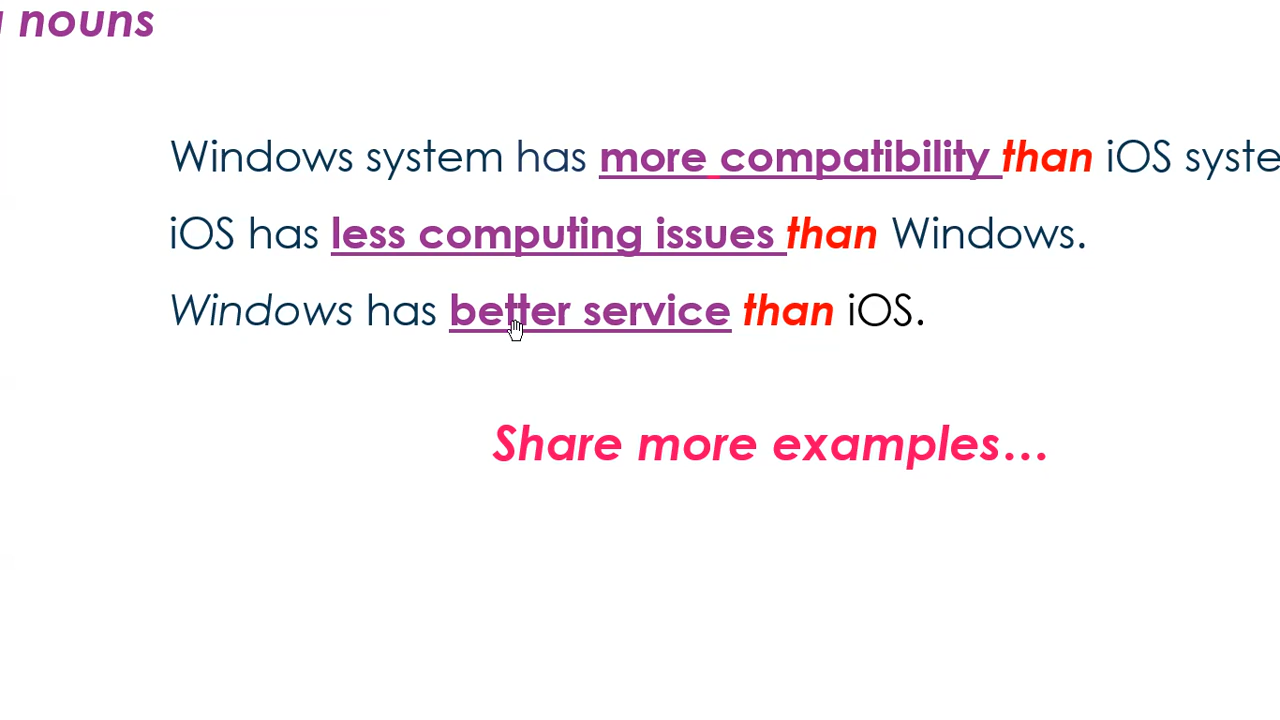 nouns
Windows system has more compatibility than iOS syste
iOS has less computing issues than Windows.
Windows has better service than iOS.
Share more examples…